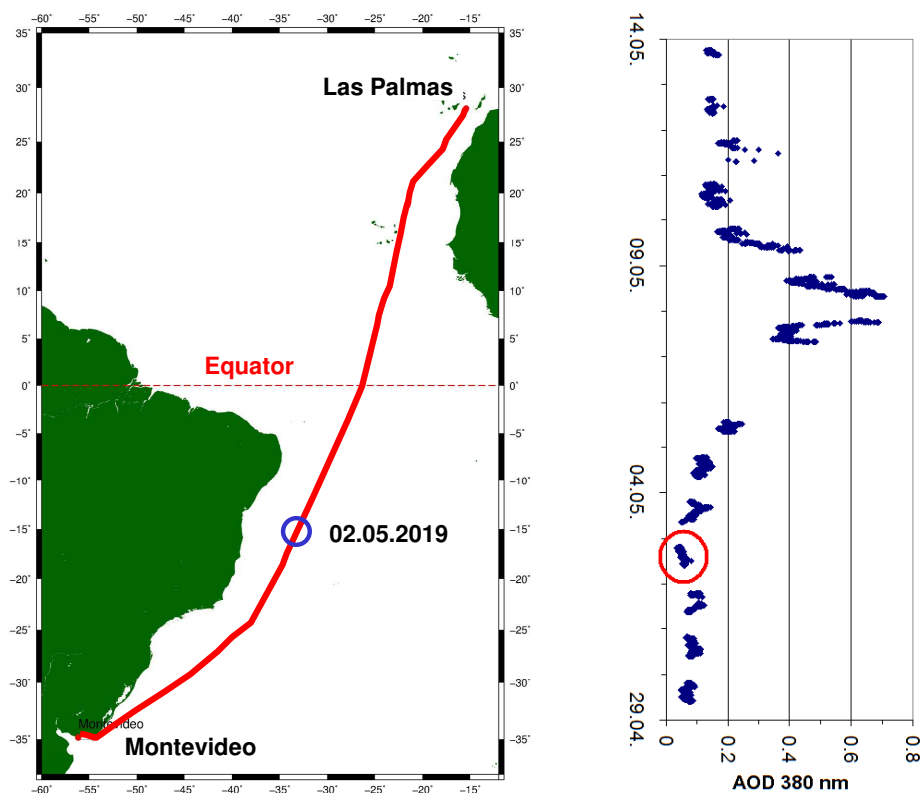 −60° −55° −50° −45° −40° −35° −30° −25° −20° −15°
35° 35°
30° 30°
25° 25°
20° 20°
15° 15°
10° 10°
5° 5°
0° 0°
−5° −5°
−10° −10°
−15° −15°
−20° −20°
−25° −25°
−30° −30°
−35° −35°
−60° −55° −50° −45° −40° −35° −30° −25° −20° −15°
Las Palmas
Equator
02.05.2019
Montevideo
Montevideo
14.05.
09.05.
04.05.
29.04.
0 0.2 0.4 0.6 0.8
AOD 380 nm